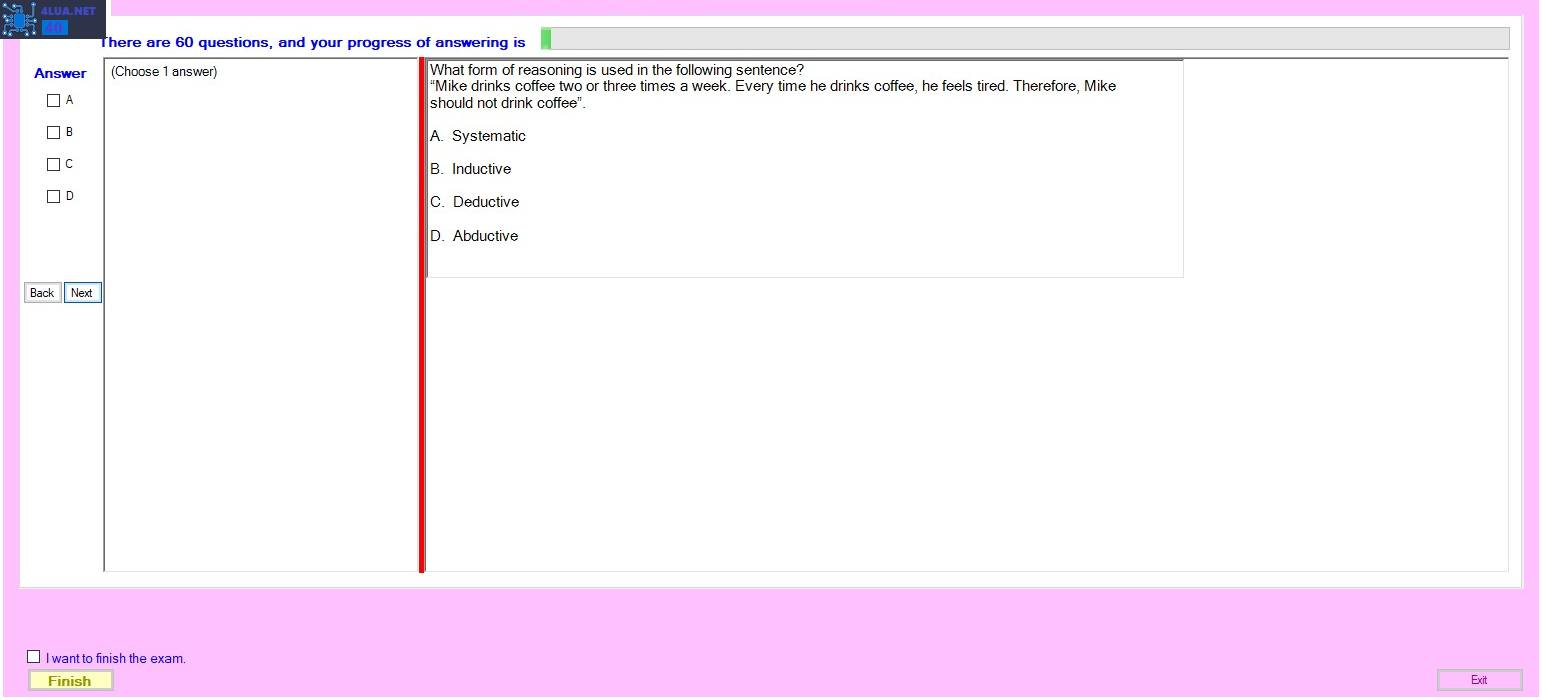 4LUA.NET
40
There are 60 questions, and your progress of answering is
Answer
A
B
C
D
Back Next
(Choose 1 answer)
What form of reasoning is used in the following sentence?
“Mike drinks coffee two or three times a week. Every time he drinks coffee, he feels tired. Therefore, Mike
should not drink coffee”.
A. Systematic
B. Inductive
C. Deductive
D. Abductive
I want to finish the exam.
Finish
Exit